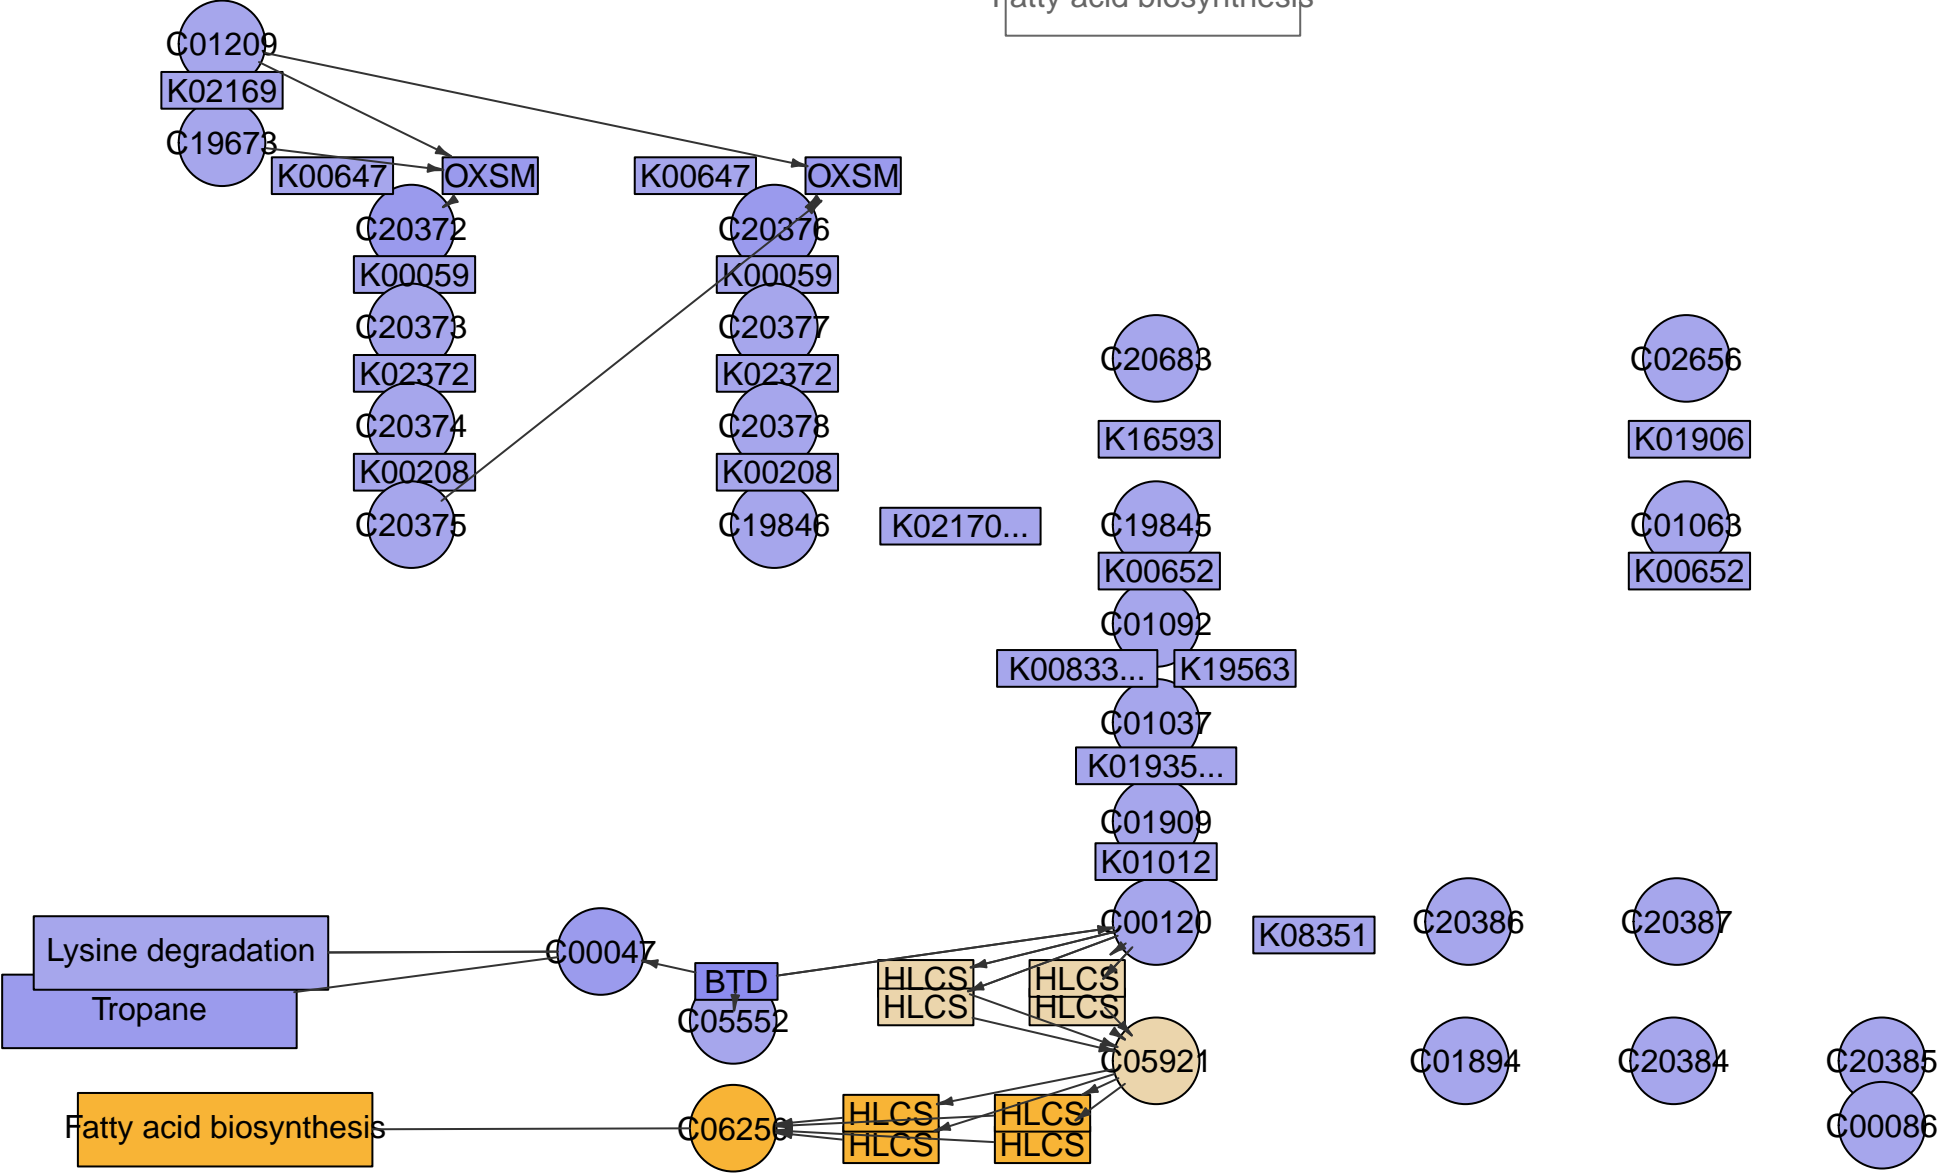 Fatty acid biosynthesis
C01209
K02169
C19673
K00647
OXSM
K00647
OXSM
C20372
C20376
K00059
K00059
C20373
C20377
C20683
C02656
K02372
K02372
C20374
C20378
K16593
K01906
K00208
K00208
C20375
C19846
K02170...
C19845
C01063
K00652
K00652
C01092
K00833...
K19563
C01037
K01935...
C01909
K01012
C00120
K08351
C20386
C20387
Lysine degradation
C00047
BTD
HLCS
HLCS
Tropane
C05552
HLCS
HLCS
C05921
C01894
C20384
C20385
Fatty acid biosynthesis
C06250
HLCS
HLCS
C00086
HLCS
HLCS